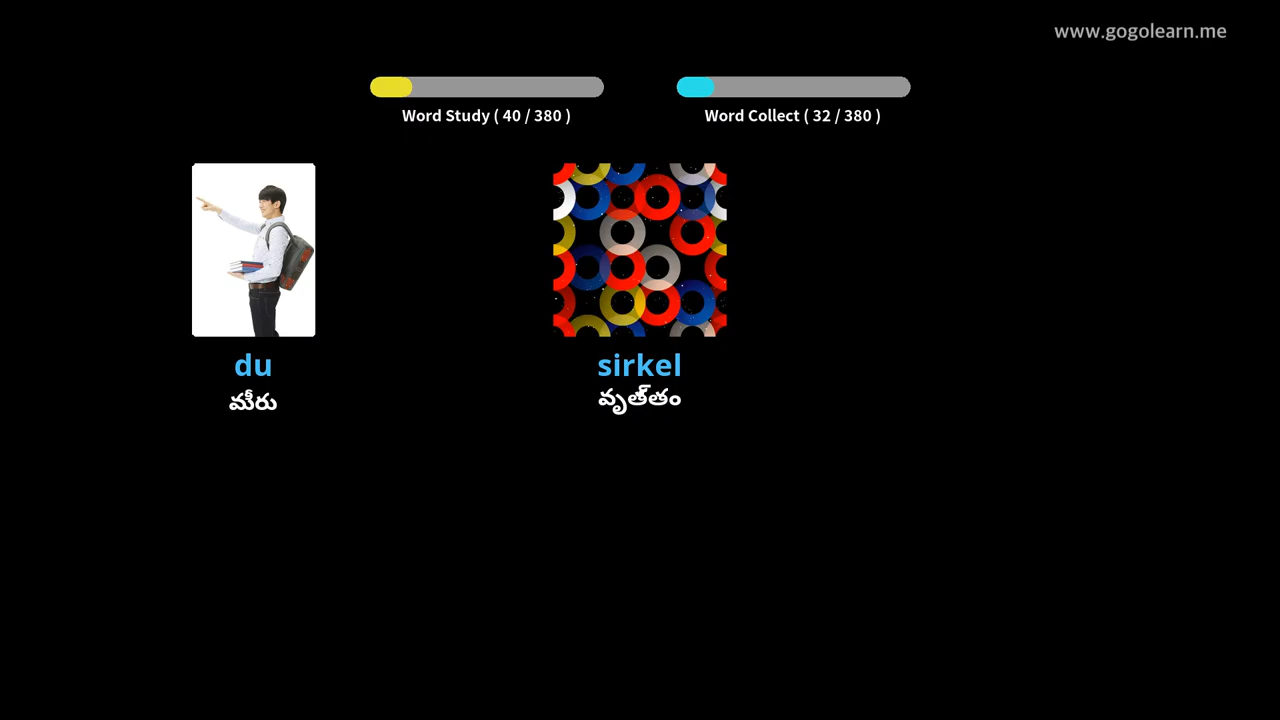 www.gogolearn.me
Word Study ( 40 / 380 )
Word Collect ( 32 / 380 )
du
మీరు
sirkel
వృత్తం